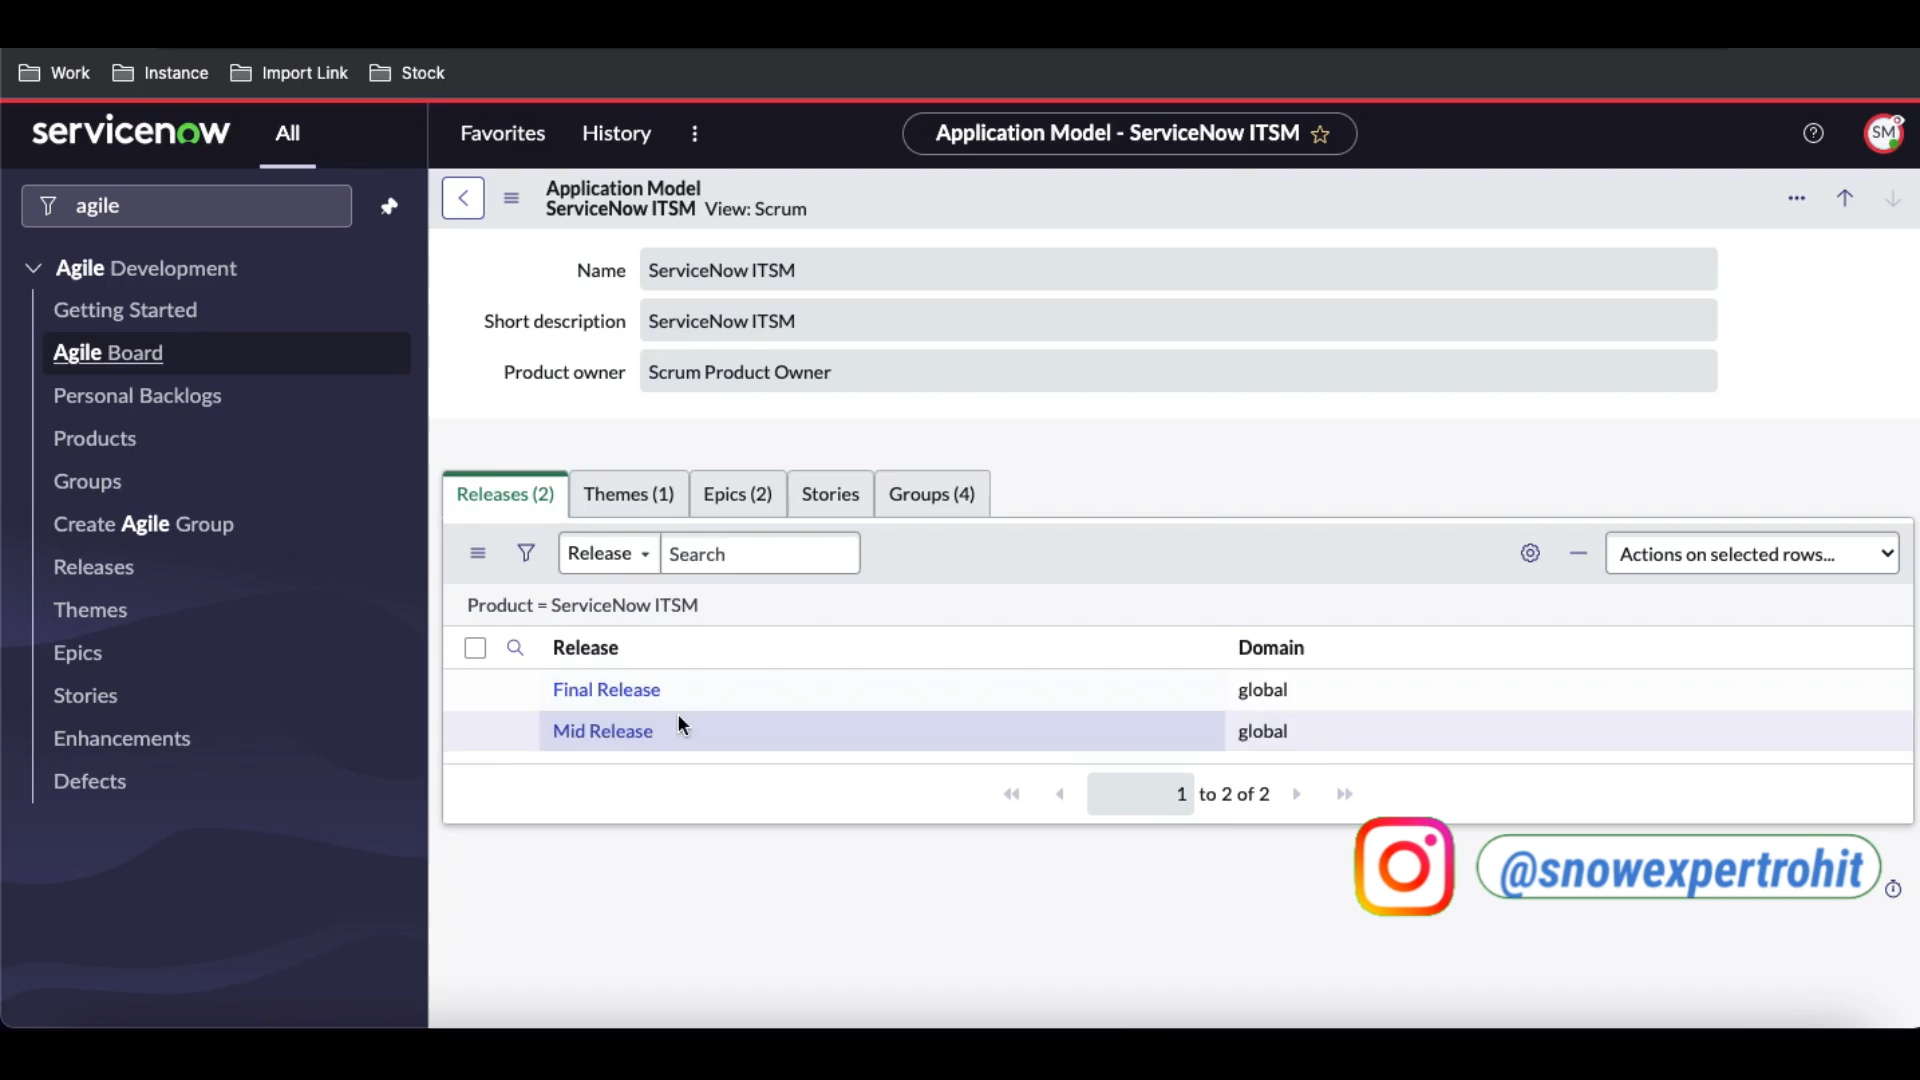 Work Instance Import Link Stock
servicenow All Favorites History Application Model - ServiceNow ITSM SM
agile
Agile Development
Getting Started
Agile Board
Personal Backlogs
Products
Groups
Create Agile Group
Releases
Themes
Epics
Stories
Enhancements
Defects
Application Model
ServiceNow ITSM View: Scrum
Name ServiceNow ITSM
Short description ServiceNow ITSM
Product owner Scrum Product Owner
Releases (2) Themes (1) Epics (2) Stories Groups (4)
Release Search Actions on selected rows...
Product = ServiceNow ITSM
Release Domain
Final Release global
Mid Release global
1 to 2 of 2
@snowexpertrohit